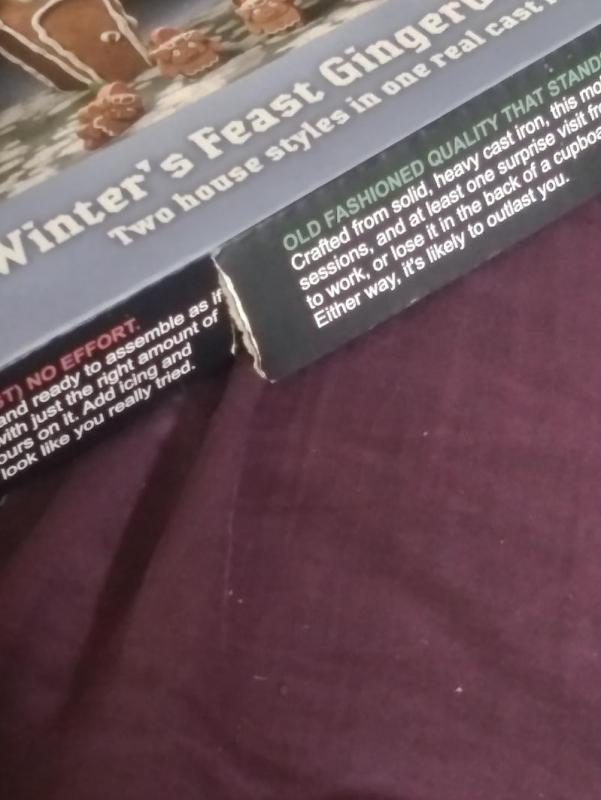 Winter's Feast Gingerb
Two house styles in one real cast
OLD FASHIONED QUALITY THAT STANDS
Crafted from solid, heavy cast iron, this mo
sessions, and at least one surprise visit fr
to work, or lose it in the back of a cupboa
Either way, it's likely to outlast you.
ST) NO EFFORT.
and ready to assemble as if
with just the right amount of
ours on it. Add icing and
look like you really tried.